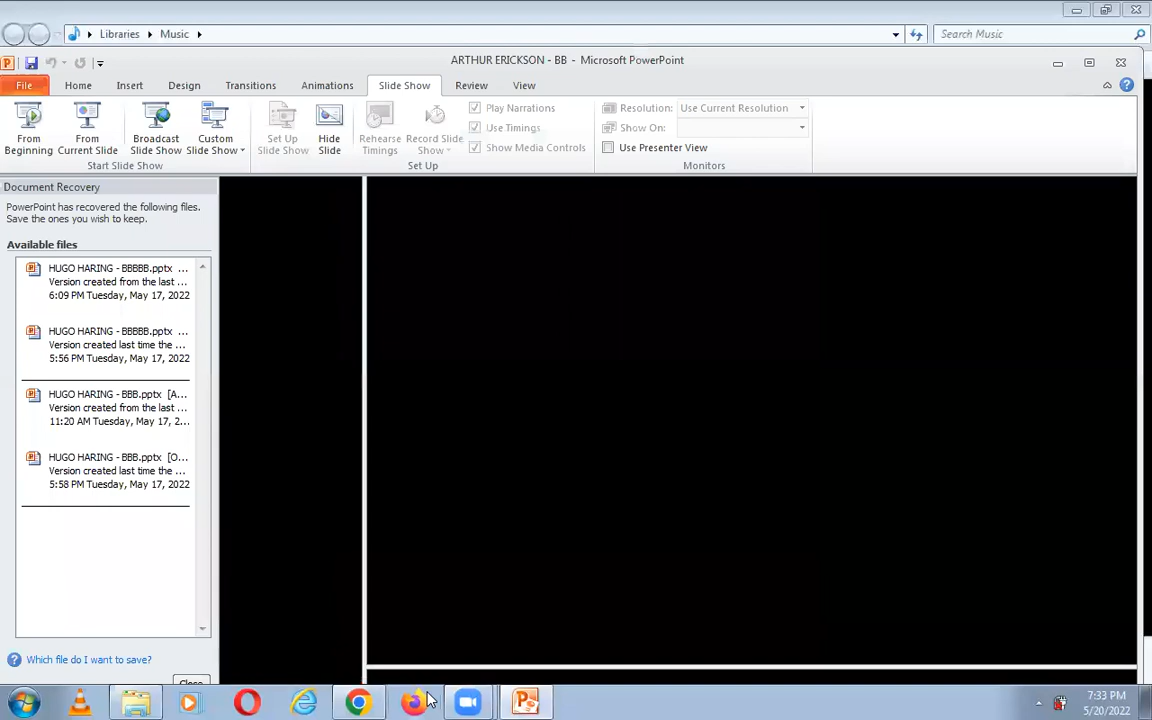 Libraries
Music
Search Music
ARTHUR ERICKSON - BB - Microsoft PowerPoint
File
Home
Insert
Design
Transitions
Animations
Slide Show
Review
View
From Beginning
From Current Slide
Broadcast Slide Show
Custom Slide Show
Start Slide Show
Set Up Slide Show
Hide Slide
Rehearse Timings
Record Slide Show
Play Narrations
Use Timings
Show Media Controls
Set Up
Resolution: Use Current Resolution
Show On:
Use Presenter View
Monitors
Document Recovery
PowerPoint has recovered the following files.
Save the ones you wish to keep.
Available files
HUGO HARING - BBBBB.pptx ...
Version created from the last ...
6:09 PM Tuesday, May 17, 2022
HUGO HARING - BBBBB.pptx ...
Version created last time the ...
5:56 PM Tuesday, May 17, 2022
HUGO HARING - BBB.pptx [A...
Version created from the last ...
11:20 AM Tuesday, May 17, 2...
HUGO HARING - BBB.pptx [O...
Version created last time the ...
5:58 PM Tuesday, May 17, 2022
Which file do I want to save?
Close
7:33 PM
5/20/2022